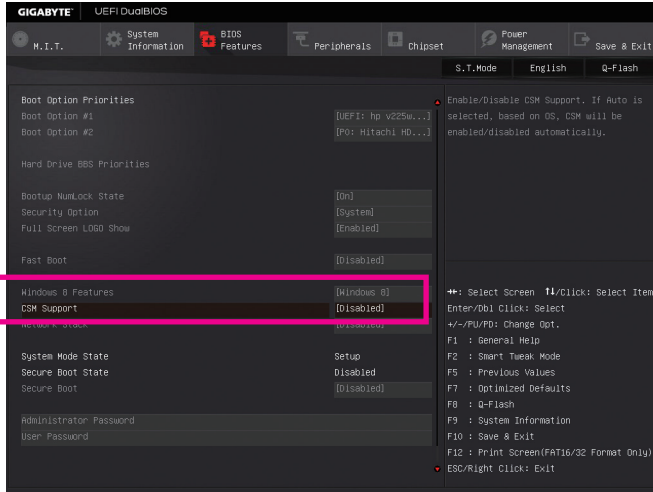 GIGABYTE™ UEFI DualBIOS
M.I.T. System Information BIOS Features Peripherals Chipset Power Management Save & Exit
S.T.Mode English Q-Flash
Boot Option Priorities
Boot Option #1 [UEFI: hp v225w...]
Boot Option #2 [P0: Hitachi HD...]
Hard Drive BBS Priorities
Bootup NumLock State [On]
Security Option [System]
Full Screen LOGO Show [Enabled]
Fast Boot [Disabled]
Windows 8 Features [Windows 8]
CSM Support [Disabled]
Network Stack [Disabled]
System Mode State Setup
Secure Boot State Disabled
Secure Boot [Disabled]
Administrator Password
User Password
Enable/Disable CSM Support. If Auto is
selected, based on OS, CSM will be
enabled/disabled automatically.
→←: Select Screen ↑↓/Click: Select Item
Enter/Dbl Click: Select
+/-/PU/PD: Change Opt.
F1 : General Help
F2 : Smart Tweak Mode
F5 : Previous Values
F7 : Optimized Defaults
F8 : Q-Flash
F9 : System Information
F10 : Save & Exit
F12 : Print Screen(FAT16/32 Format Only)
ESC/Right Click: Exit